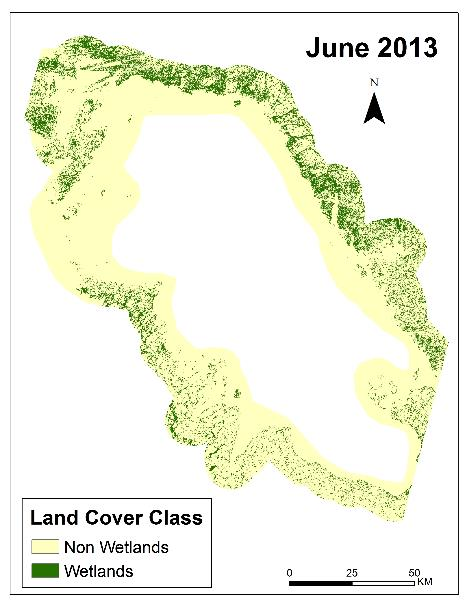 June 2013
N
Land Cover Class
Non Wetlands
Wetlands
0 25 50
KM